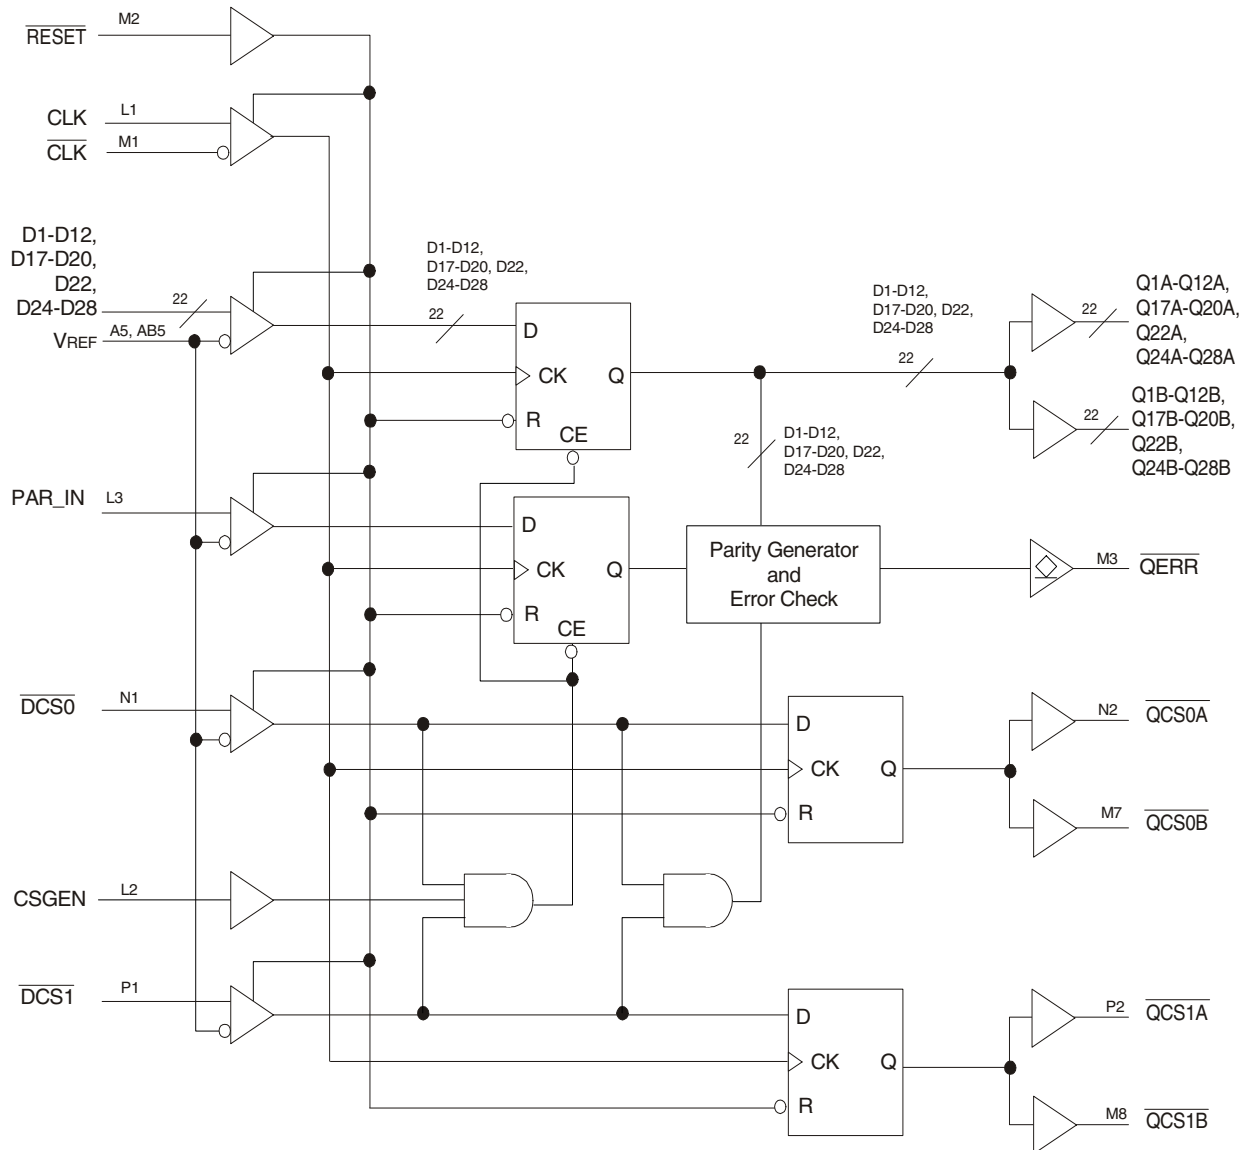 RESET M2
CLK L1
CLK M1
D1-D12,
D17-D20,
D22,
D24-D28
22
VREF A5, AB5
D1-D12,
D17-D20, D22,
D24-D28
22
D
CK Q
R
CE
D1-D12,
D17-D20, D22,
D24-D28
22
22
Q1A-Q12A,
Q17A-Q20A,
Q22A,
Q24A-Q28A
22
Q1B-Q12B,
Q17B-Q20B,
Q22B,
Q24B-Q28B
22
D1-D12,
D17-D20, D22,
D24-D28
PAR_IN L3
D
CK Q
R
CE
Parity Generator
and
Error Check
M3 QERR
DCS0 N1
D
CK Q
R
N2 QCS0A
M7 QCS0B
CSGEN L2
DCS1 P1
D
CK Q
R
P2 QCS1A
M8 QCS1B